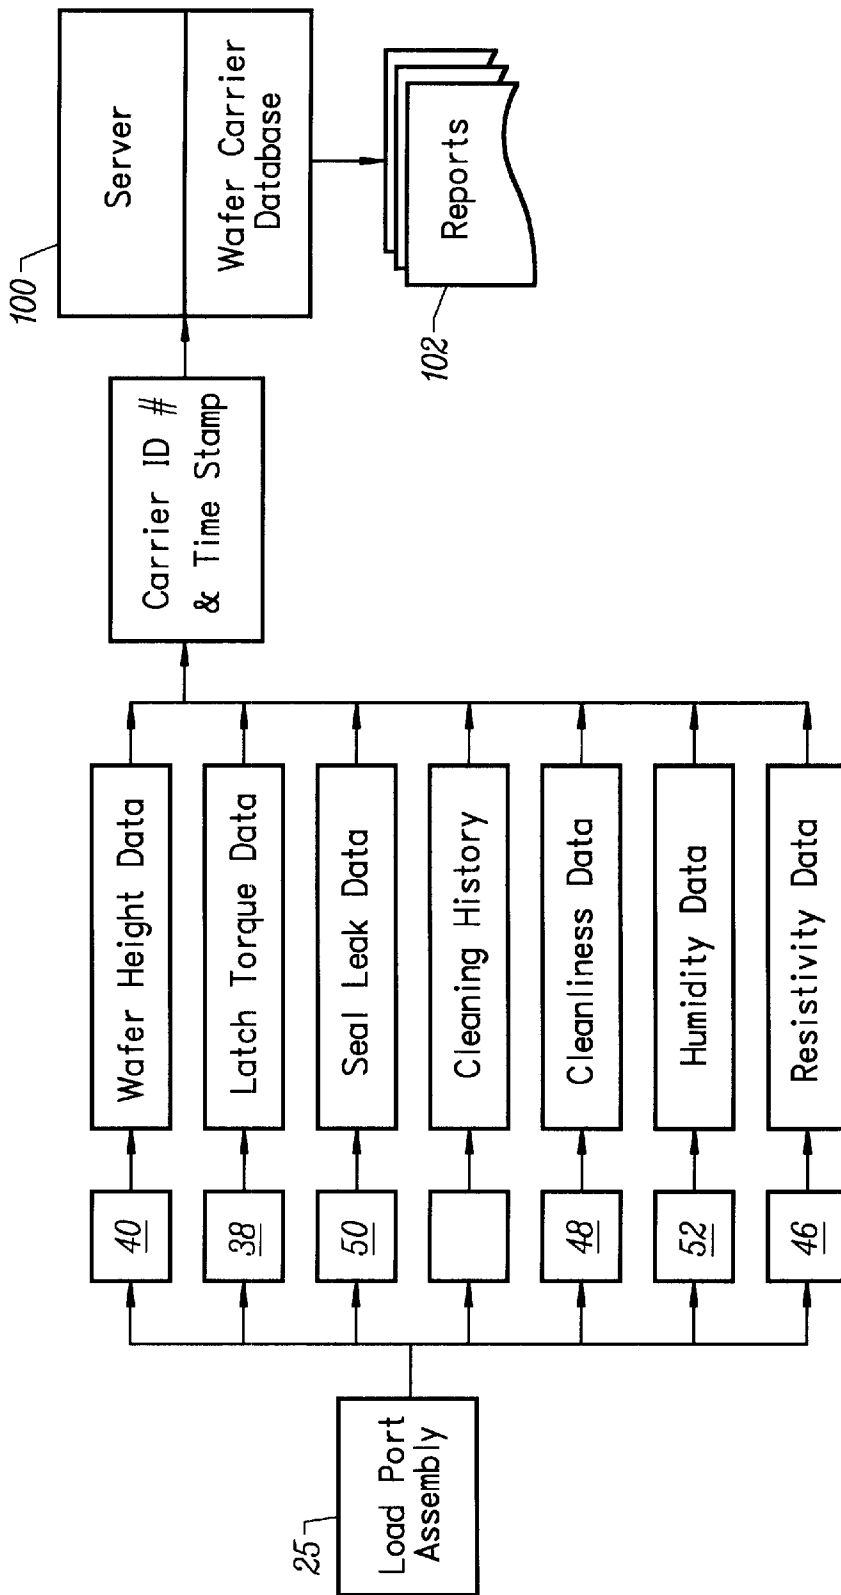 25
Load Port
Assembly
40
Wafer Height Data
38
Latch Torque Data
50
Seal Leak Data
Cleaning History
48
Cleanliness Data
52
Humidity Data
46
Resistivity Data
Carrier ID #
& Time Stamp
100
Server
Wafer Carrier
Database
102
Reports